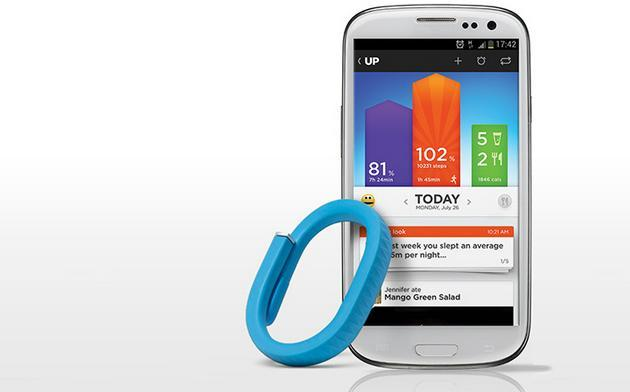 17:42
UP
5
2
81%
7h 24min
102%
10231 steps
1h 45min
1846 cals
TODAY
MONDAY, July 26
look
10:21 AM
st week you slept an average
5m per night...
1/5
Jennifer ate
Mango Green Salad